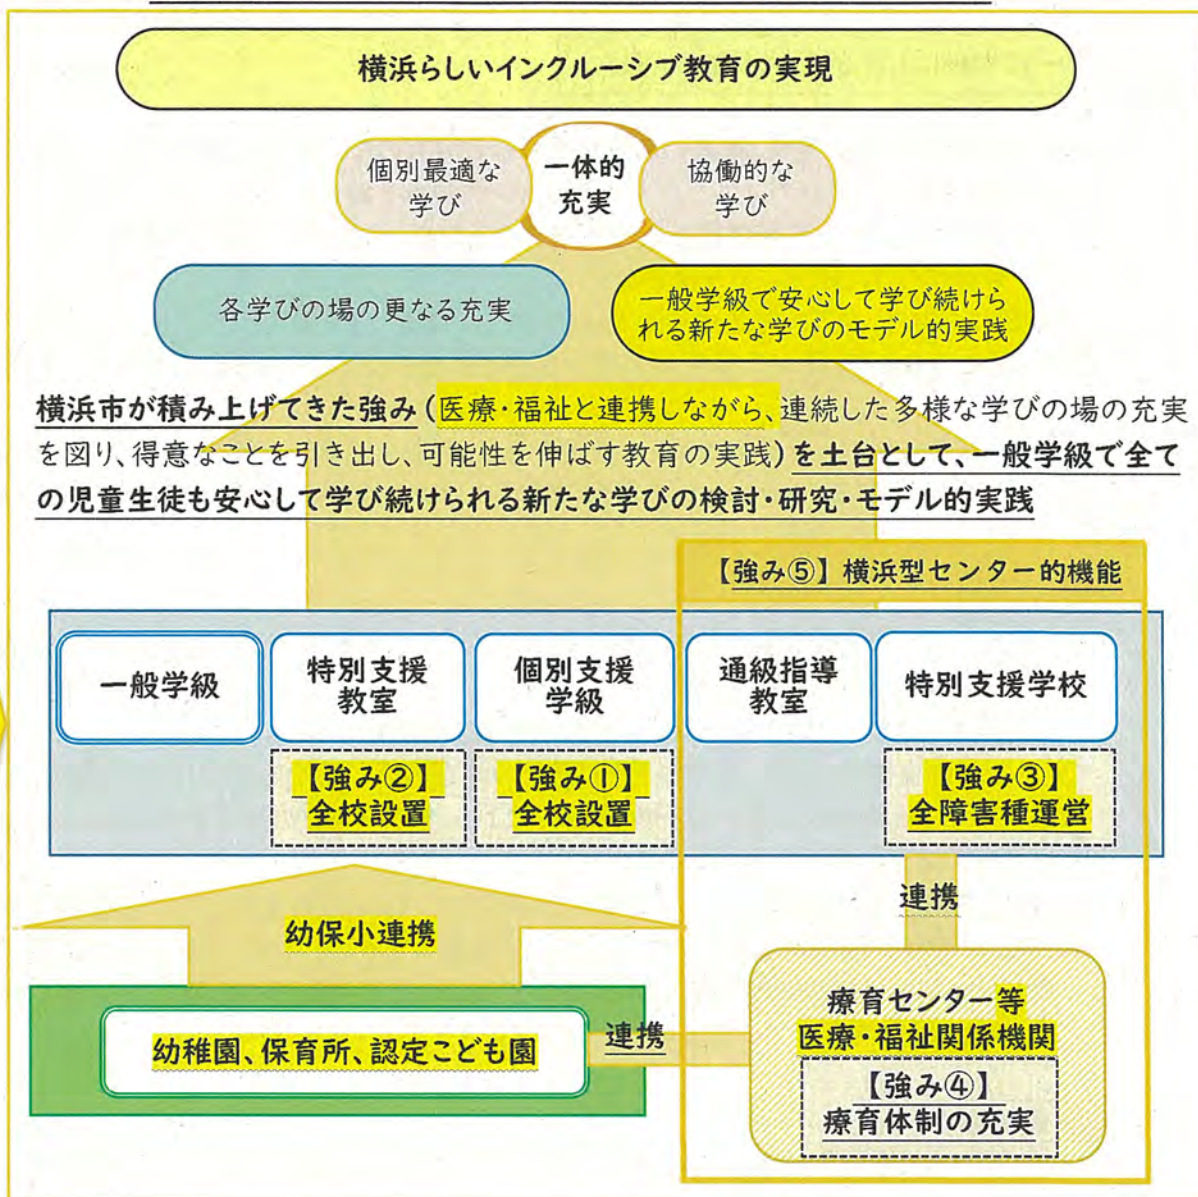 横浜らしいインクルーシブ教育の実現
個別最適な
学び
一体的
充実
協働的な
学び
各学びの場の更なる充実
一般学級で安心して学び続けら
れる新たな学びのモデル的実践
横浜市が積み上げてきた強み(医療・福祉と連携しながら、連続した多様な学びの場の充実
を図り、得意なことを引き出し、可能性を伸ばす教育の実践)を土台として、一般学級で全て
の児童生徒も安心して学び続けられる新たな学びの検討・研究・モデル的実践
【強み⑤】横浜型センター的機能
一般学級
特別支援
教室
個別支援
学級
通級指導
教室
特別支援学校
【強み②】
全校設置
【強み①】
全校設置
【強み③】
全障害種運営
連携
幼保小連携
幼稚園、保育所、認定こども園
連携
療育センター等
医療・福祉関係機関
【強み④】
療育体制の充実